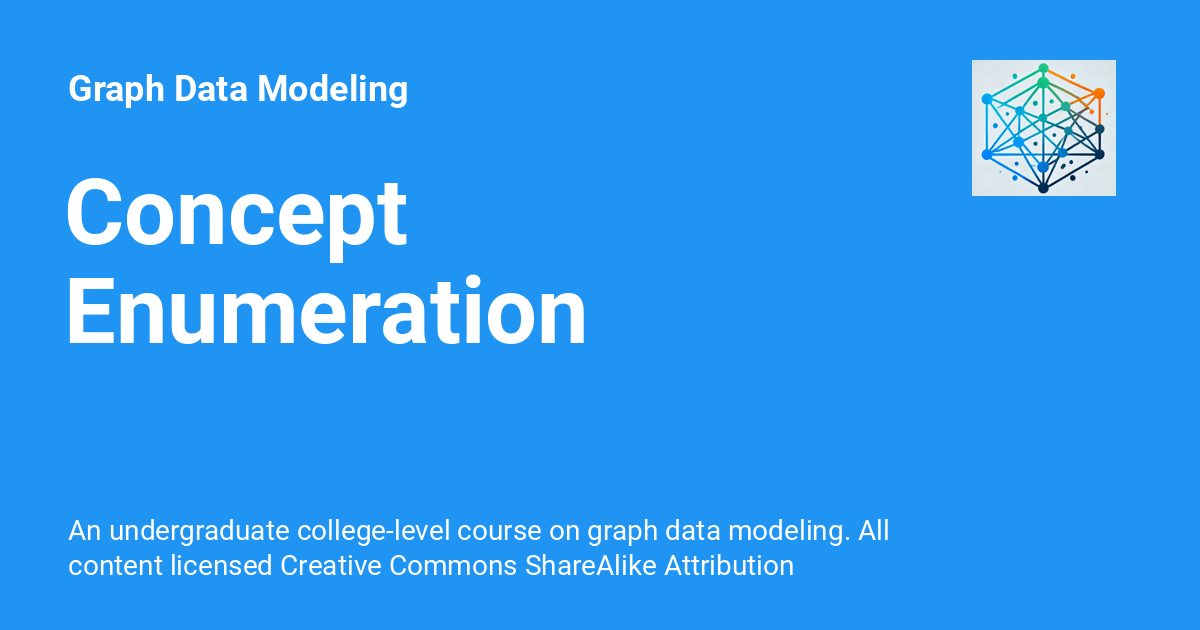 Graph Data Modeling
Concept
Enumeration
An undergraduate college-level course on graph data modeling. All
content licensed Creative Commons ShareAlike Attribution